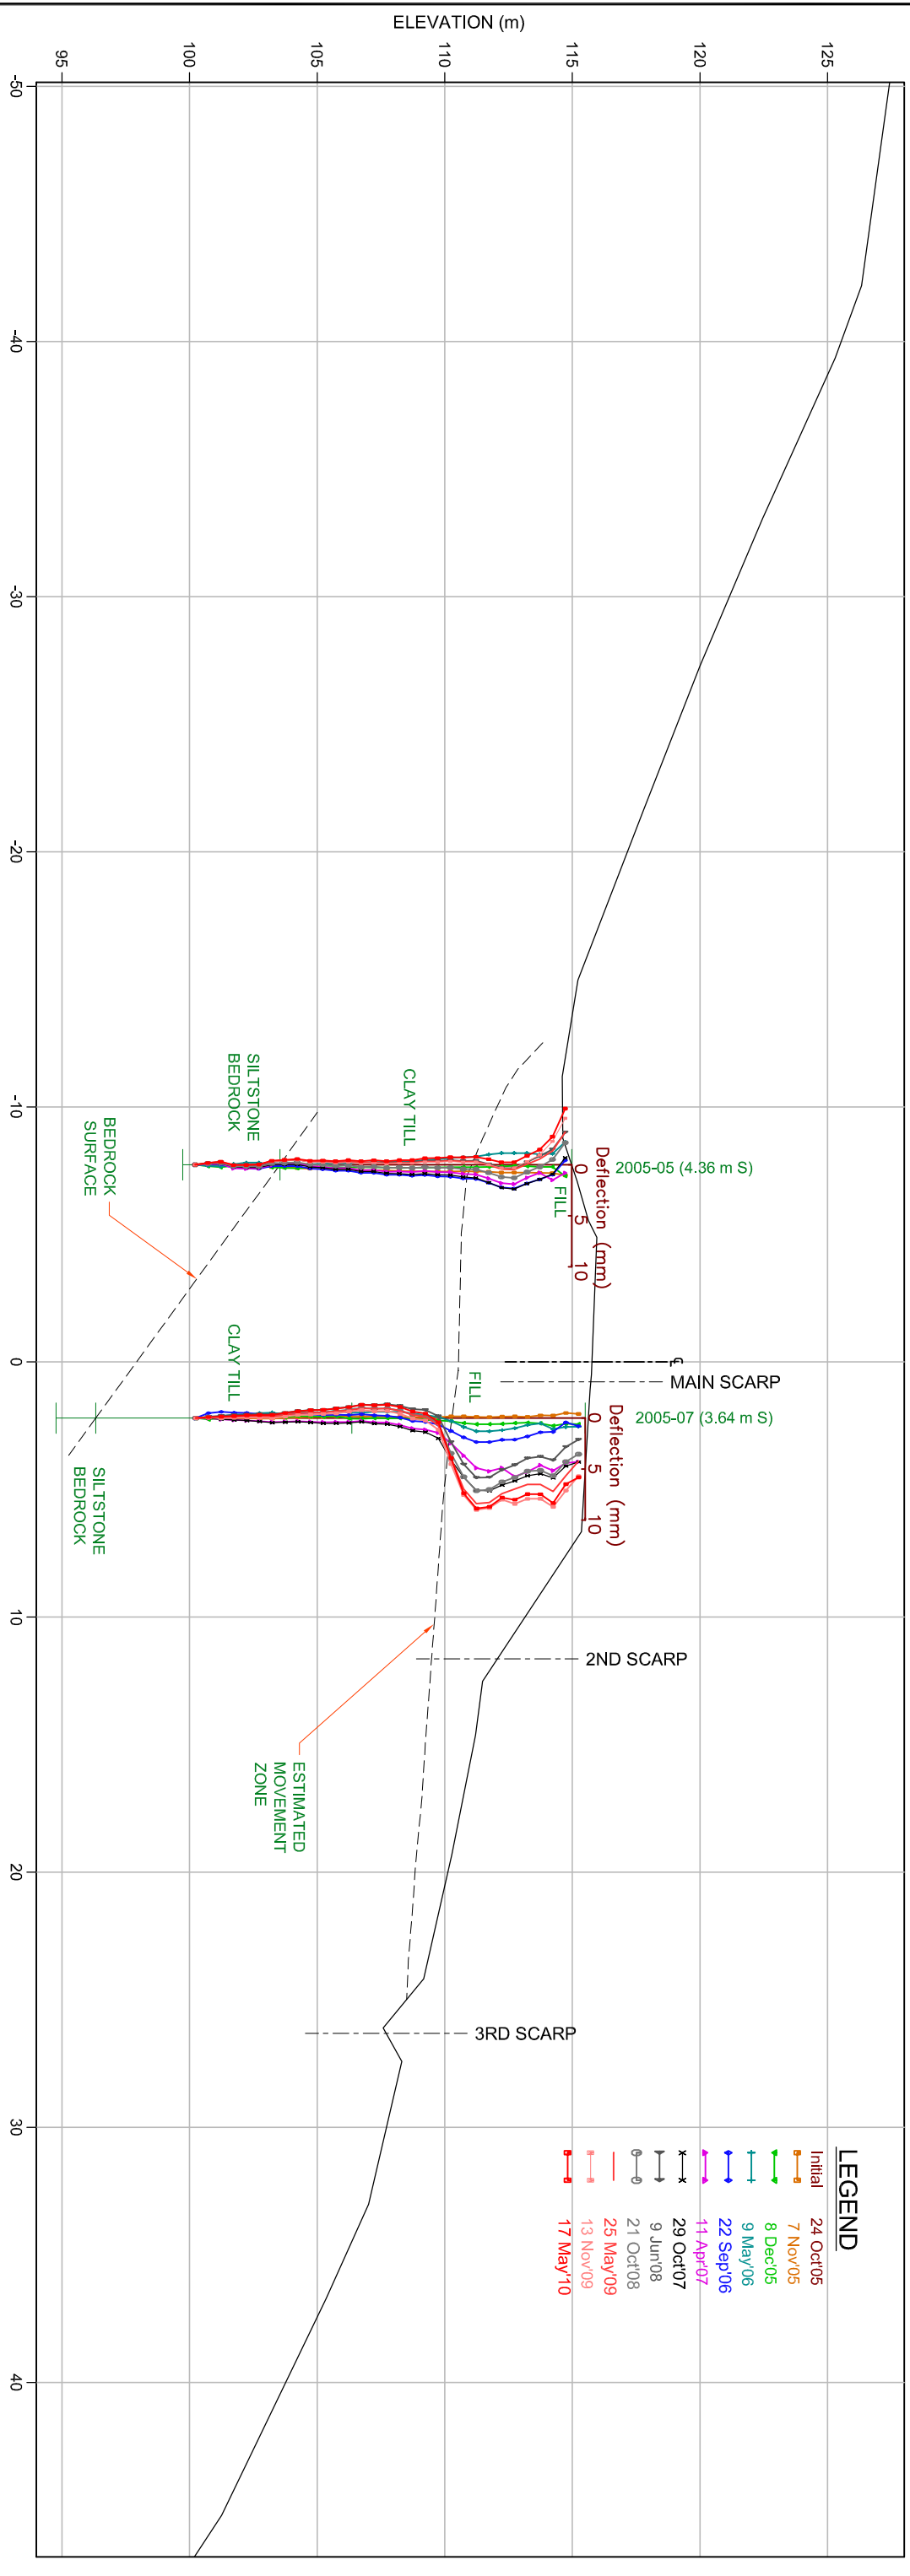 ELEVATION (m)
125
120
115
110
105
100
95
-50
-40
-30
-20
-10
0
10
20
30
40
2005-05 (4.36 m S)
Deflection (mm)
0
5
10
FILL
CLAY TILL
SILTSTONE
BEDROCK
BEDROCK
SURFACE
MAIN SCARP
2005-07 (3.64 m S)
Deflection (mm)
0
5
10
FILL
CLAY TILL
SILTSTONE
BEDROCK
2ND SCARP
ESTIMATED
MOVEMENT
ZONE
3RD SCARP
LEGEND
Initial 24 Oct'05
7 Nov'05
8 Dec'05
9 May'06
22 Sep'06
11 Apr'07
29 Oct'07
9 Jun'08
21 Oct'08
25 May'09
13 Nov'09
17 May'10